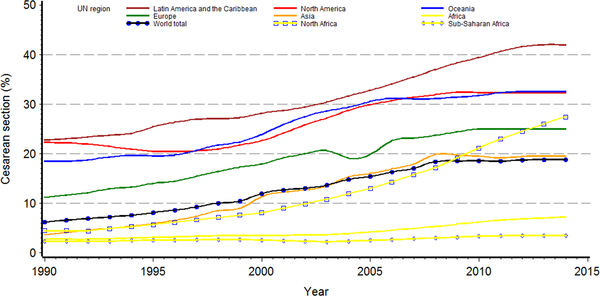 50
UN region
Latin America and the Caribbean
North America
Oceania
Europe
Asia
Africa
World total
North Africa
Sub-Saharan Africa
40
30
20
10
0
Cesarean section (%)
1990
1995
2000
2005
2010
2015
Year